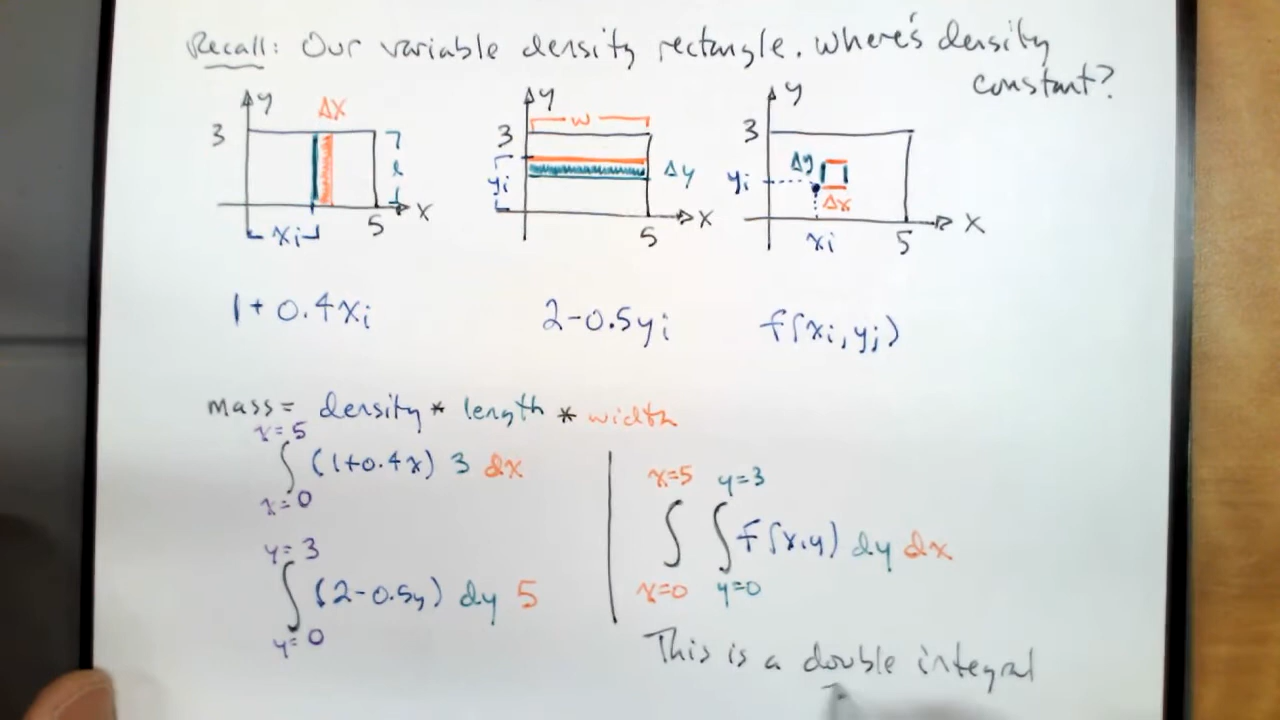 Recall: Our variable density rectangle. Where's density
constant?
y Δx 3 l x xi 5
y w 3 yi Δy x 5
y 3 Δy yi Δx x xi 5
1+0.4xi
2-0.5yi
f(xi,yj)
mass= density * length * width
x=5
∫ (1+0.4x) 3 dx
x=0
y=3
∫ (2-0.5y) dy 5
y=0
x=5 y=3
∫ ∫ f(x,y) dy dx
x=0 y=0
This is a double integral